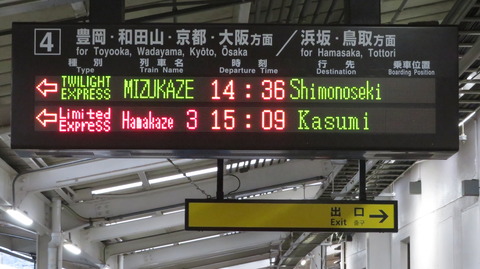 4 豊岡・和田山・京都・大阪方面 / 浜坂・鳥取方面
for Toyooka, Wadayama, Kyōto, Ōsaka for Hamasaka, Tottori
種別 列車名 時刻 行先 乗車位置
Type Train Name Departure Time Destination Boarding Position
← TWILIGHT EXPRESS MIZUKAZE 14:36 Shimonoseki
← Limited Express Hamakaze 3 15:09 Kasumi
出口 →
Exit